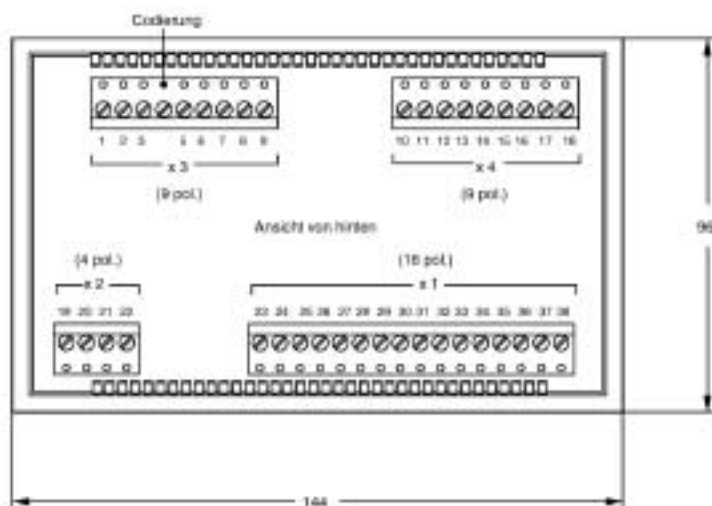 Codierung
1 2 3 5 6 7 8 9
10 11 12 13 14 15 16 17 18
x 3
x 4
(9 pol.)
(9 pol.)
Ansicht von hinten
96
(4 pol.)
(16 pol.)
x 2
x 1
19 20 21 22
23 24 25 26 27 28 29 30 31 32 33 34 35 36 37 38
144